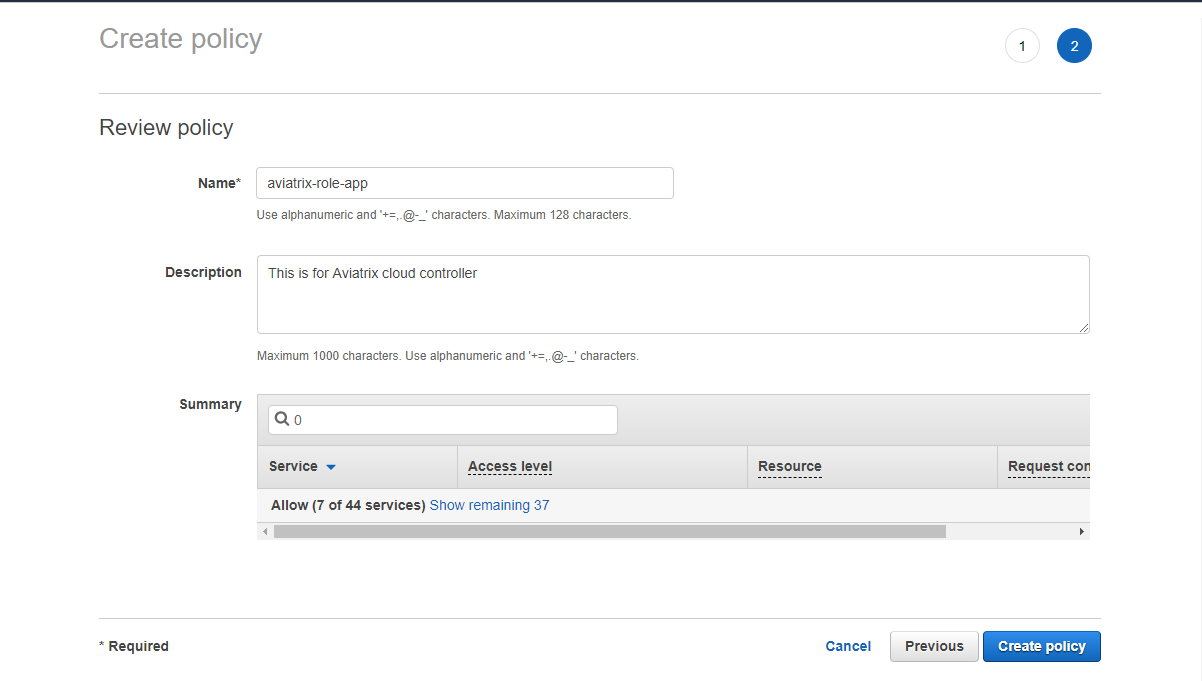 Create policy
1
2
Review policy
Name*
aviatrix-role-app
Use alphanumeric and '+=,.@-_' characters. Maximum 128 characters.
Description
This is for Aviatrix cloud controller
Maximum 1000 characters. Use alphanumeric and '+=,.@-_' characters.
Summary
0
Service Access level Resource Request con
Allow (7 of 44 services) Show remaining 37
* Required
Cancel Previous Create policy